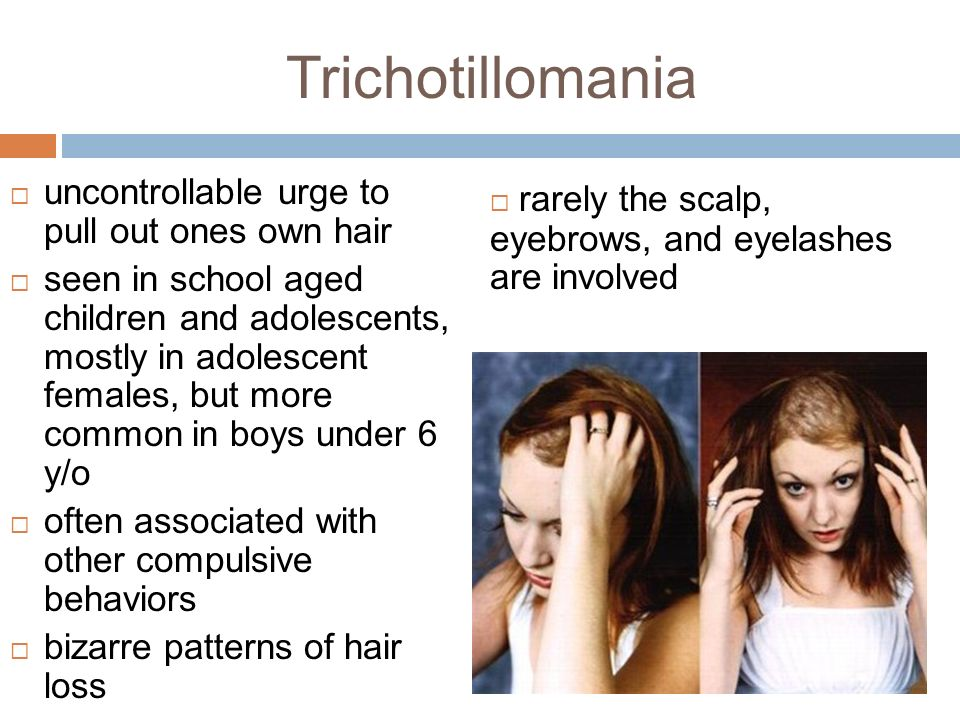 Trichotillomania
uncontrollable urge to
pull out ones own hair
seen in school aged
children and adolescents,
mostly in adolescent
females, but more
common in boys under 6
y/o
often associated with
other compulsive
behaviors
bizarre patterns of hair
loss
rarely the scalp,
eyebrows, and eyelashes
are involved